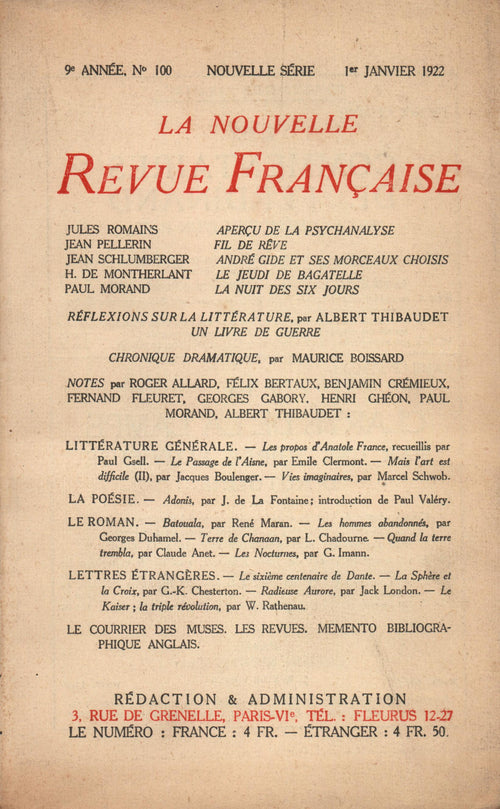 9e ANNÉE, No 100 NOUVELLE SÉRIE 1er JANVIER 1922
LA NOUVELLE
REVUE FRANÇAISE
JULES ROMAINS APERÇU DE LA PSYCHANALYSE
JEAN PELLERIN FIL DE RÊVE
JEAN SCHLUMBERGER ANDRÉ GIDE ET SES MORCEAUX CHOISIS
H. DE MONTHERLANT LE JEUDI DE BAGATELLE
PAUL MORAND LA NUIT DES SIX JOURS
RÉFLEXIONS SUR LA LITTÉRATURE, par ALBERT THIBAUDET
UN LIVRE DE GUERRE
CHRONIQUE DRAMATIQUE, par MAURICE BOISSARD
NOTES par ROGER ALLARD, FÉLIX BERTAUX, BENJAMIN CRÉMIEUX,
FERNAND FLEURET, GEORGES GABORY, HENRI GHÉON, PAUL
MORAND, ALBERT THIBAUDET :
LITTÉRATURE GÉNÉRALE. — Les propos d'Anatole France, recueillis par
Paul Gsell. — Le Passage de l'Aisne, par Emile Clermont. — Mais l'art est
difficile (II), par Jacques Boulenger. — Vies imaginaires, par Marcel Schwob.
LA POÉSIE. — Adonis, par J. de La Fontaine; introduction de Paul Valéry.
LE ROMAN. — Batouala, par René Maran. — Les hommes abandonnés, par
Georges Duhamel. — Terre de Chanaan, par L. Chadourne. — Quand la terre
trembla, par Claude Anet. — Les Nocturnes, par G. Imann.
LETTRES ÉTRANGÈRES. — Le sixième centenaire de Dante. — La Sphère et
la Croix, par G.-K. Chesterton. — Radieuse Aurore, par Jack London. — Le
Kaiser ; la triple révolution, par W. Rathenau.
LE COURRIER DES MUSES. LES REVUES. MEMENTO BIBLIOGRA-
PHIQUE ANGLAIS.
RÉDACTION & ADMINISTRATION
3, RUE DE GRENELLE, PARIS-VIe, TÉL. : FLEURUS 12-27
LE NUMÉRO : FRANCE : 4 FR. — ÉTRANGER : 4 FR. 50.